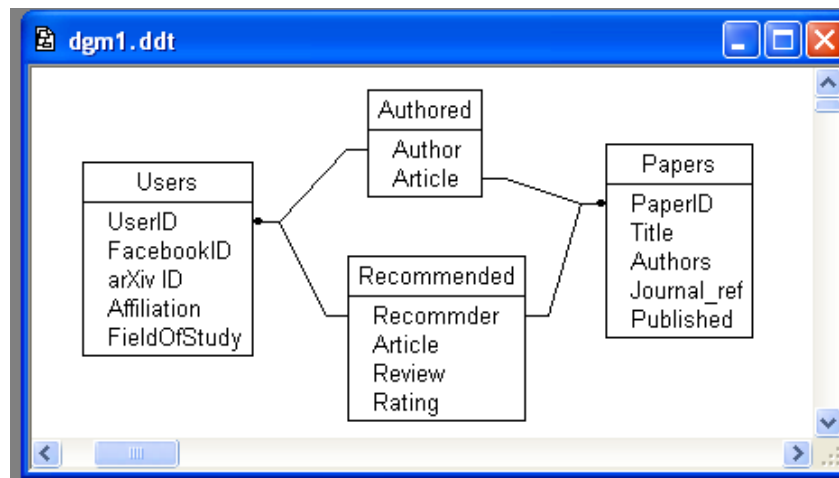 dgm1.ddt
Users
UserID
FacebookID
arXiv ID
Affiliation
FieldOfStudy
Authored
Author
Article
Recommended
Recommder
Article
Review
Rating
Papers
PaperID
Title
Authors
Journal_ref
Published